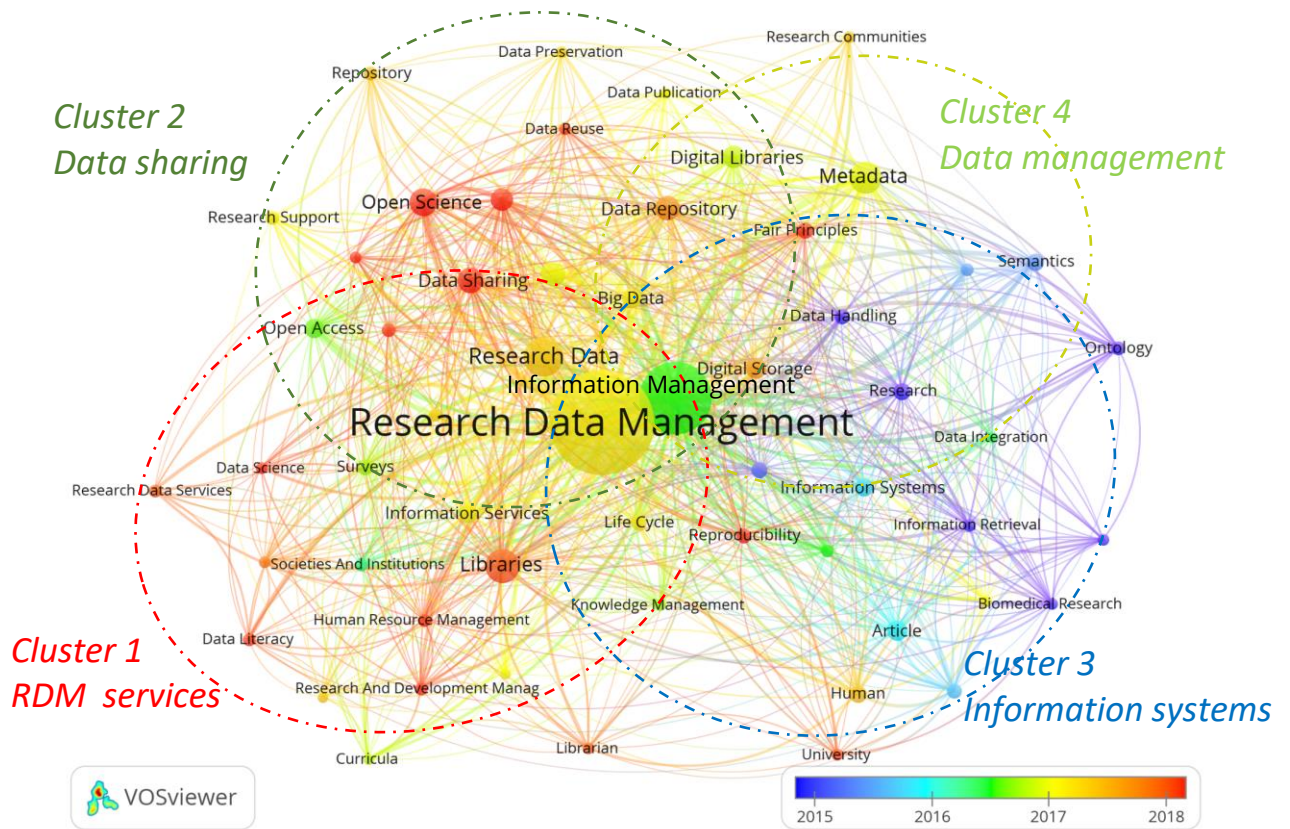 Research Communities
Data Preservation
Repository
Data Publication
Cluster 2
Data sharing
Cluster 4
Data management
Data Reuse
Digital Libraries
Metadata
Open Science
Data Repository
Research Support
Fair Principles
Semantics
Data Sharing
Big Data
Data Handling
Open Access
Ontology
Research Data
Digital Storage
Information Management
Research
Research Data Management
Data Integration
Data Science
Surveys
Research Data Services
Information Systems
Information Services
Life Cycle
Information Retrieval
Reproducibility
Societies And Institutions
Libraries
Knowledge Management
Biomedical Research
Human Resource Management
Article
Data Literacy
Cluster 1
RDM services
Cluster 3
Information systems
Research And Development Manag
Human
Librarian
University
Curricula
VOSviewer
2015 2016 2017 2018